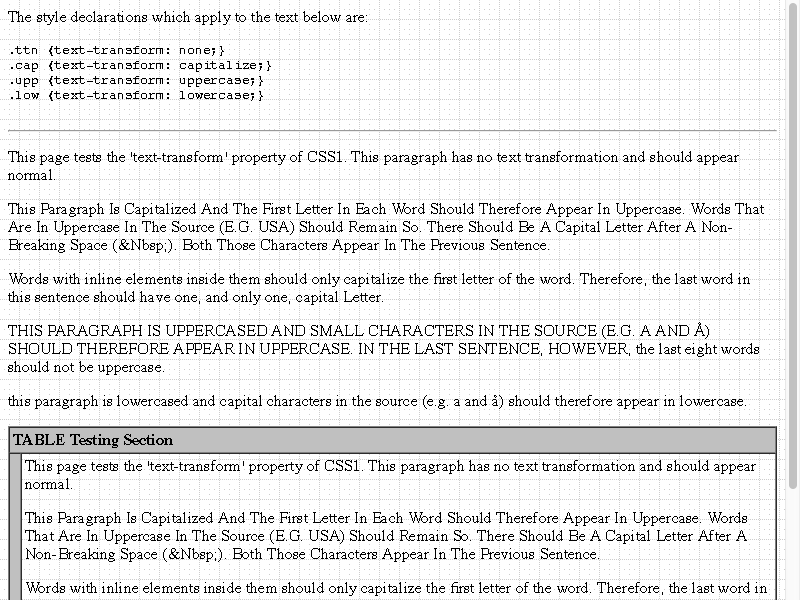 The style declarations which apply to the text below are:
.ttn {text-transform: none;}
.cap {text-transform: capitalize;}
.upp {text-transform: uppercase;}
.low {text-transform: lowercase;}
This page tests the 'text-transform' property of CSS1. This paragraph has no text transformation and should appear
normal.
This Paragraph Is Capitalized And The First Letter In Each Word Should Therefore Appear In Uppercase. Words That
Are In Uppercase In The Source (E.G. USA) Should Remain So. There Should Be A Capital Letter After A Non-
Breaking Space (&Nbsp;). Both Those Characters Appear In The Previous Sentence.
Words with inline elements inside them should only capitalize the first letter of the word. Therefore, the last word in
this sentence should have one, and only one, capital Letter.
THIS PARAGRAPH IS UPPERCASED AND SMALL CHARACTERS IN THE SOURCE (E.G. A AND Å)
SHOULD THEREFORE APPEAR IN UPPERCASE. IN THE LAST SENTENCE, HOWEVER, the last eight words
should not be uppercase.
this paragraph is lowercased and capital characters in the source (e.g. a and å) should therefore appear in lowercase.
TABLE Testing Section
This page tests the 'text-transform' property of CSS1. This paragraph has no text transformation and should appear
normal.
This Paragraph Is Capitalized And The First Letter In Each Word Should Therefore Appear In Uppercase. Words
That Are In Uppercase In The Source (E.G. USA) Should Remain So. There Should Be A Capital Letter After A
Non-Breaking Space (&Nbsp;). Both Those Characters Appear In The Previous Sentence.
Words with inline elements inside them should only capitalize the first letter of the word. Therefore, the last word in